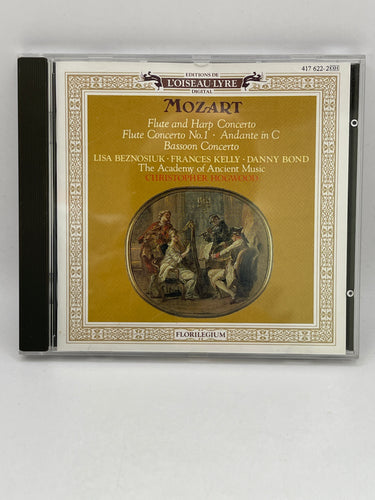 EDITIONS DE
L'OISEAU-LYRE
DIGITAL
417 622-2
MOZART
Flute and Harp Concerto
Flute Concerto No.1 · Andante in C
Bassoon Concerto
LISA BEZNOSIUK · FRANCES KELLY · DANNY BOND
The Academy of Ancient Music
CHRISTOPHER HOGWOOD
FLORILEGIUM